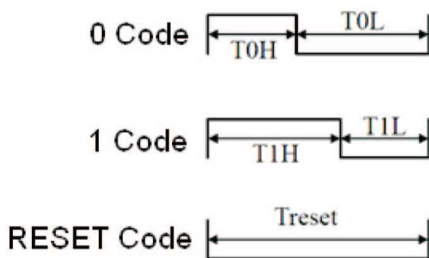 0 Code T0H T0L
1 Code T1H T1L
RESET Code Treset